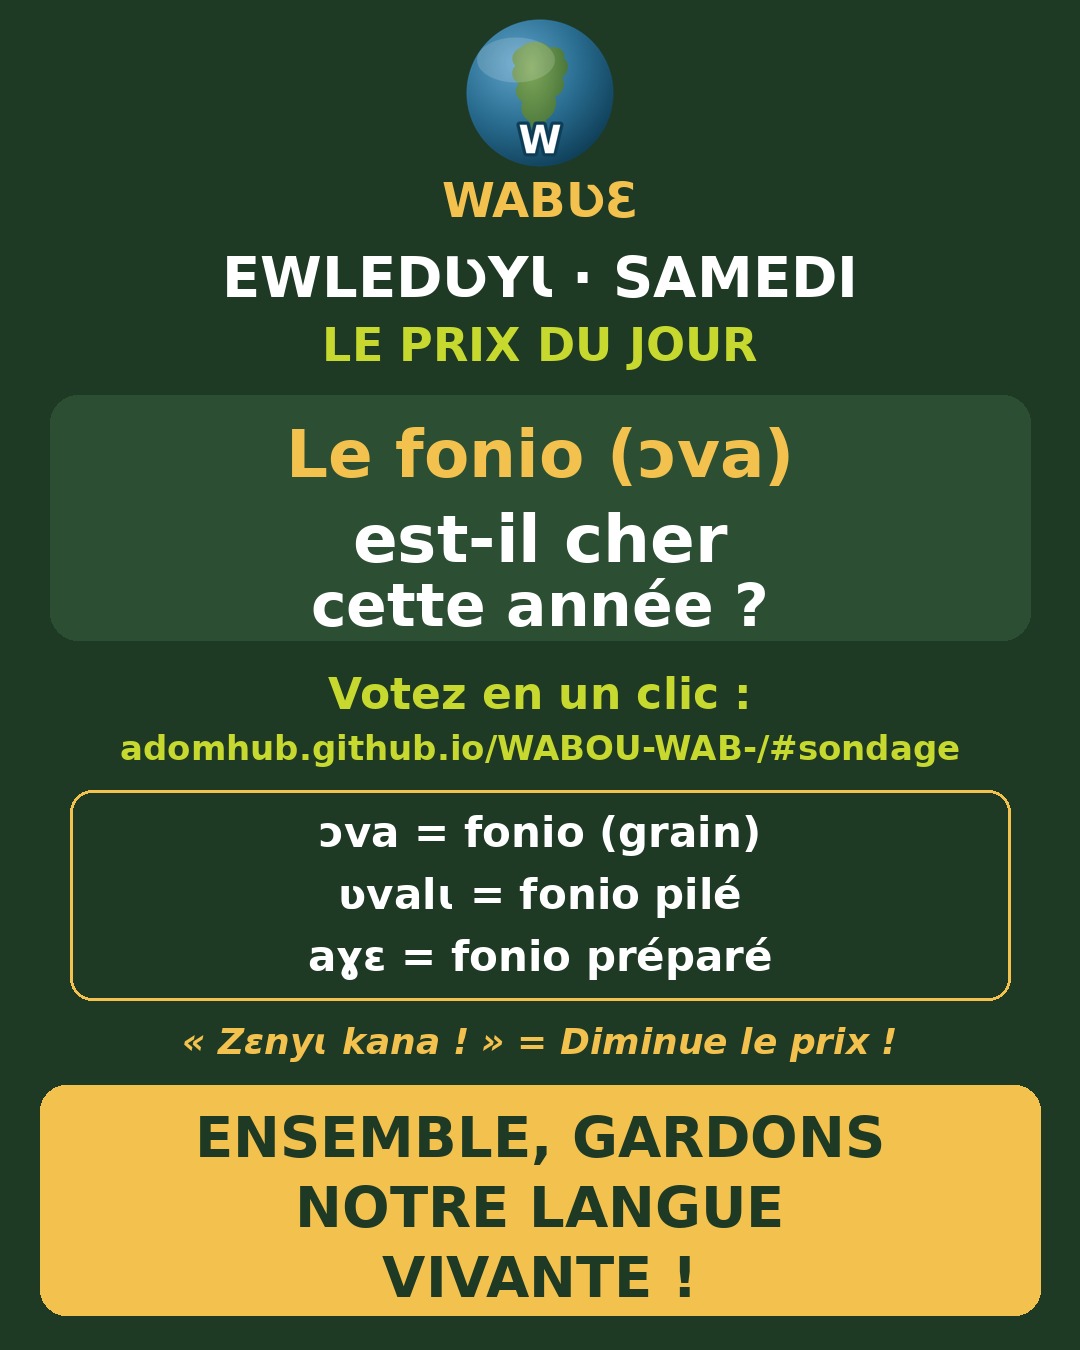 W
WABƲƐ
EWLEDƲYƖ · SAMEDI
LE PRIX DU JOUR
Le fonio (ɔva)
est-il cher
cette année ?
Votez en un clic :
adomhub.github.io/WABOU-WAB-/#sondage
ɔva = fonio (grain)
ʋvalɩ = fonio pilé
aɣɛ = fonio préparé
« Zɛnyɩ kana ! » = Diminue le prix !
ENSEMBLE, GARDONS
NOTRE LANGUE
VIVANTE !